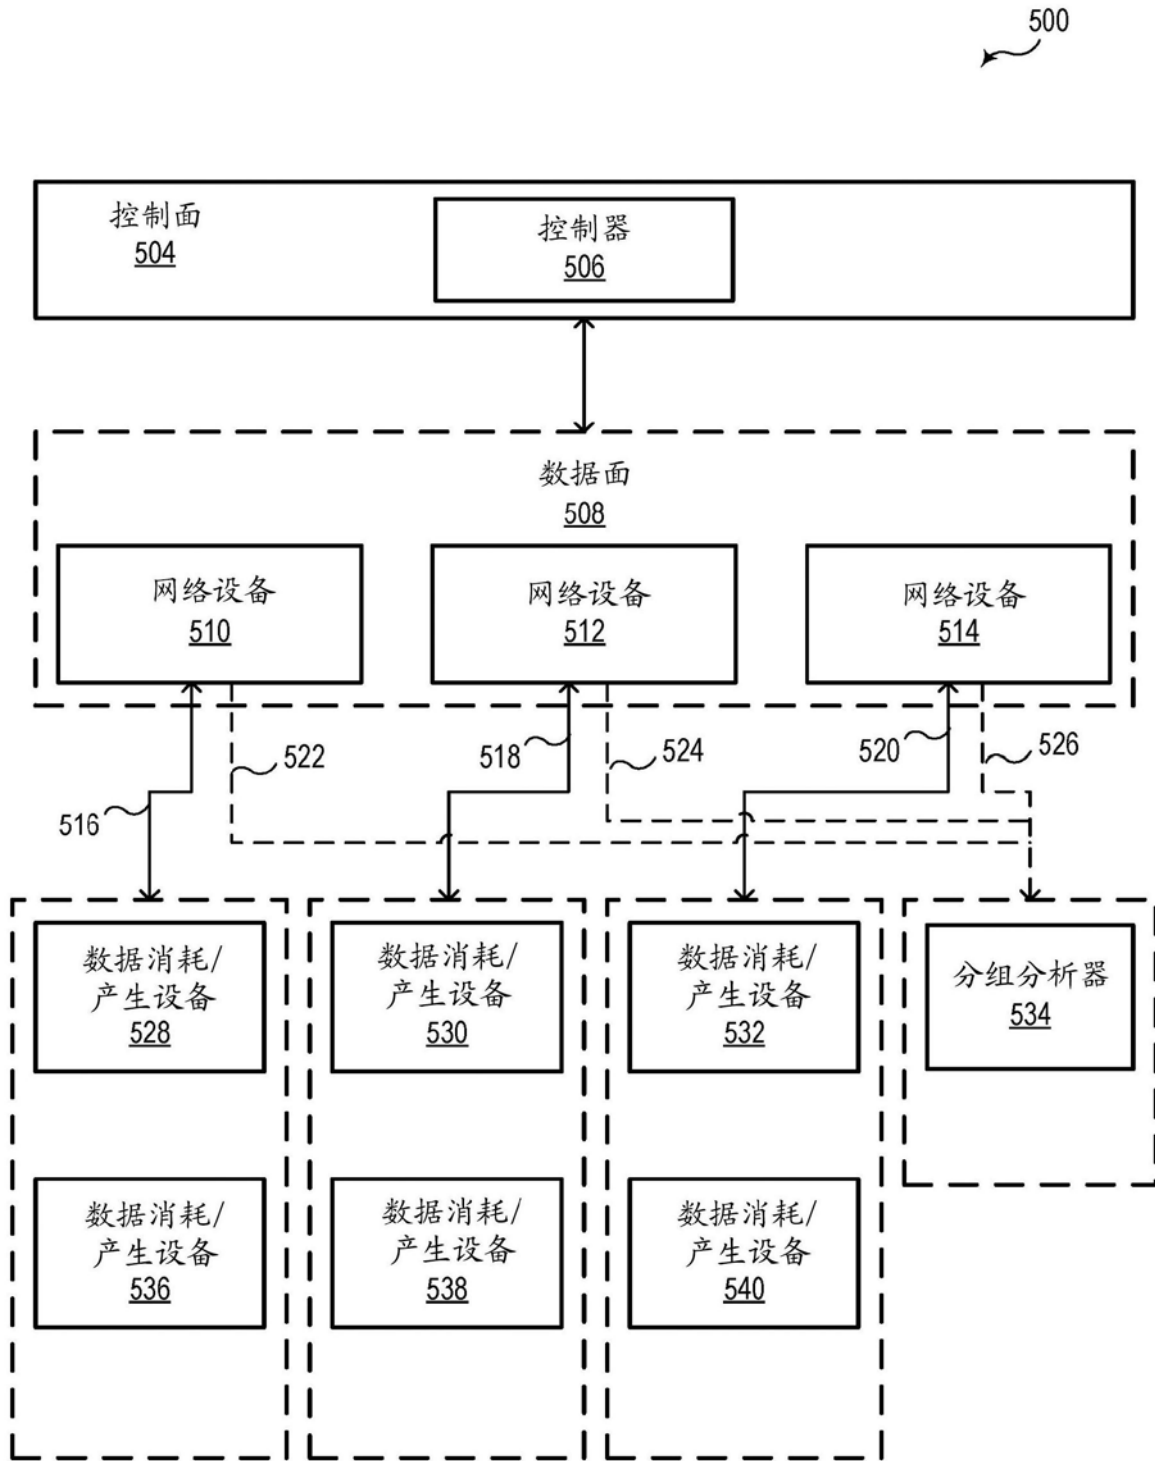 500
控制面
504
控制器
506
数据面
508
网络设备
510
网络设备
512
网络设备
514
516
522
518
524
520
526
数据消耗/
产生设备
528
数据消耗/
产生设备
530
数据消耗/
产生设备
532
分组分析器
534
数据消耗/
产生设备
536
数据消耗/
产生设备
538
数据消耗/
产生设备
540